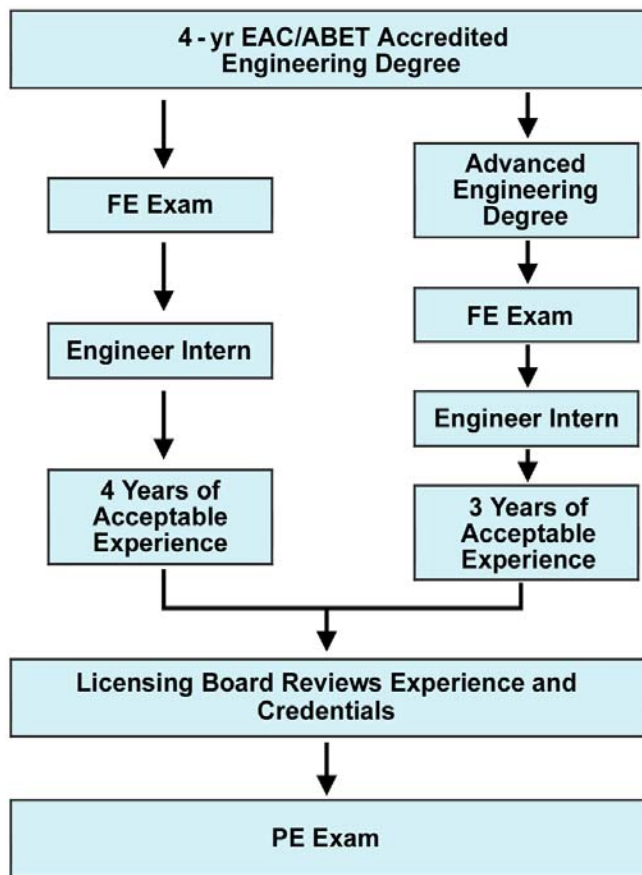 4 - yr EAC/ABET Accredited
Engineering Degree
FE Exam
Engineer Intern
4 Years of
Acceptable
Experience
Advanced
Engineering
Degree
FE Exam
Engineer Intern
3 Years of
Acceptable
Experience
Licensing Board Reviews Experience and
Credentials
PE Exam